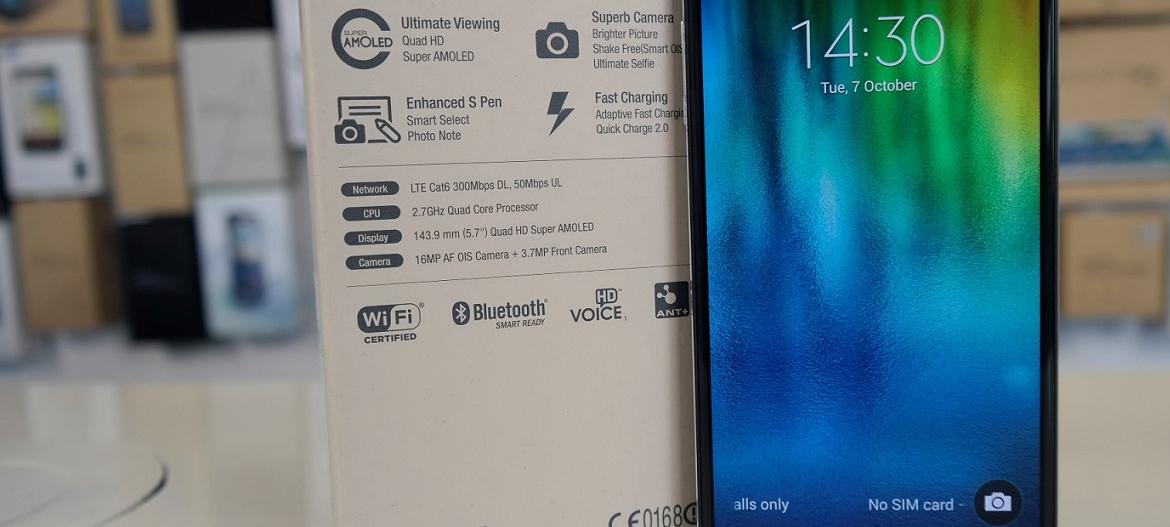 SUPER
AMOLED
Ultimate Viewing
Quad HD
Super AMOLED
Superb Camera
Brighter Picture
Shake Free(Smart OIS
Ultimate Selfie
Enhanced S Pen
Smart Select
Photo Note
Fast Charging
Adaptive Fast Chargin
Quick Charge 2.0
Network LTE Cat6 300Mbps DL, 50Mbps UL
CPU 2.7GHz Quad Core Processor
Display 143.9 mm (5.7") Quad HD Super AMOLED
Camera 16MP AF OIS Camera + 3.7MP Front Camera
Wi Fi®
CERTIFIED
Bluetooth®
SMART READY
HD™
VOICE
ANT+
CE0168
14:30
Tue, 7 October
alls only
No SIM card -